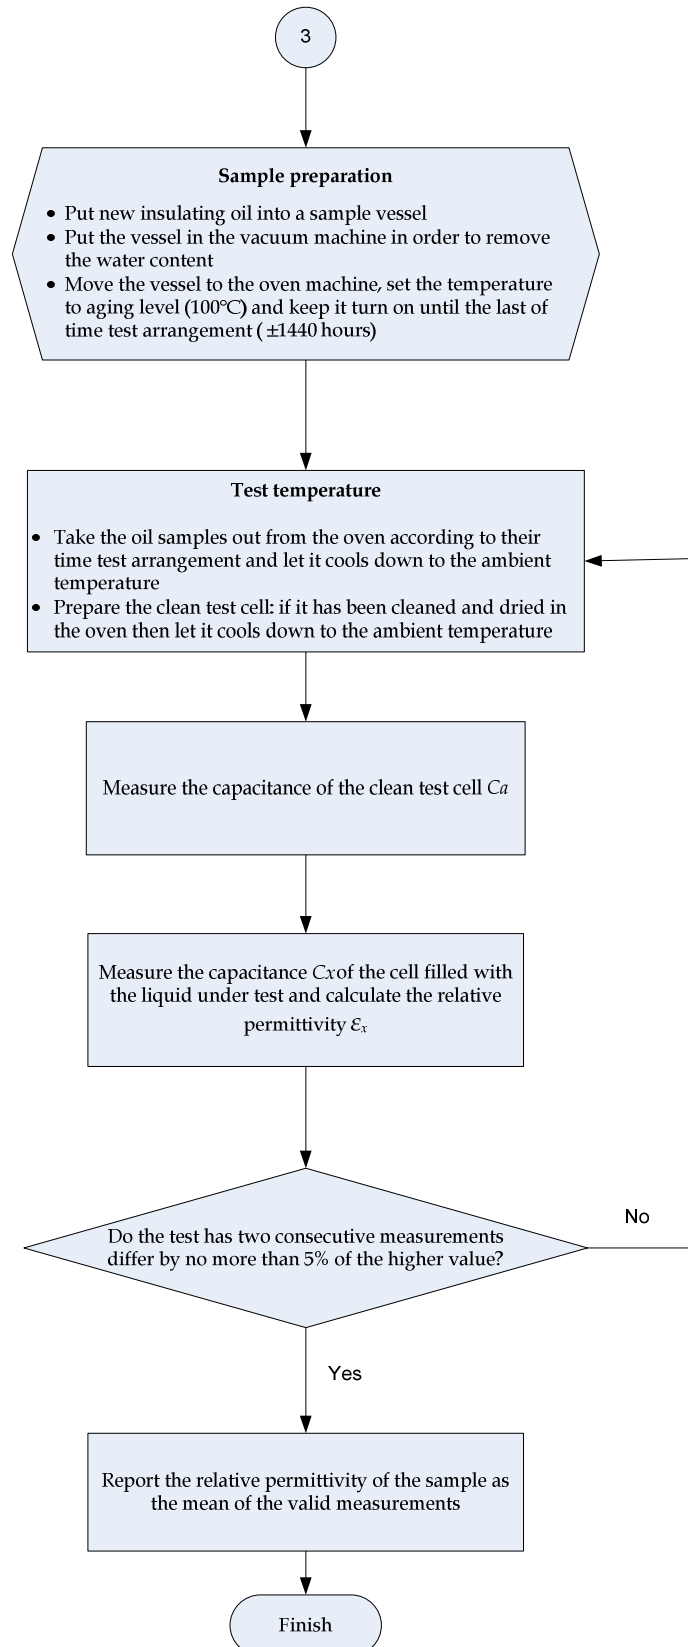 3
Sample preparation
• Put new insulating oil into a sample vessel
• Put the vessel in the vacuum machine in order to remove
the water content
• Move the vessel to the oven machine, set the temperature
to aging level (100°C) and keep it turn on until the last of
time test arrangement ( ±1440 hours)
Test temperature
• Take the oil samples out from the oven according to their
time test arrangement and let it cools down to the ambient
temperature
• Prepare the clean test cell: if it has been cleaned and dried in
the oven then let it cools down to the ambient temperature
Measure the capacitance of the clean test cell Ca
Measure the capacitance Cx of the cell filled with
the liquid under test and calculate the relative
permittivity εx
Do the test has two consecutive measurements
differ by no more than 5% of the higher value?
No
Yes
Report the relative permittivity of the sample as
the mean of the valid measurements
Finish